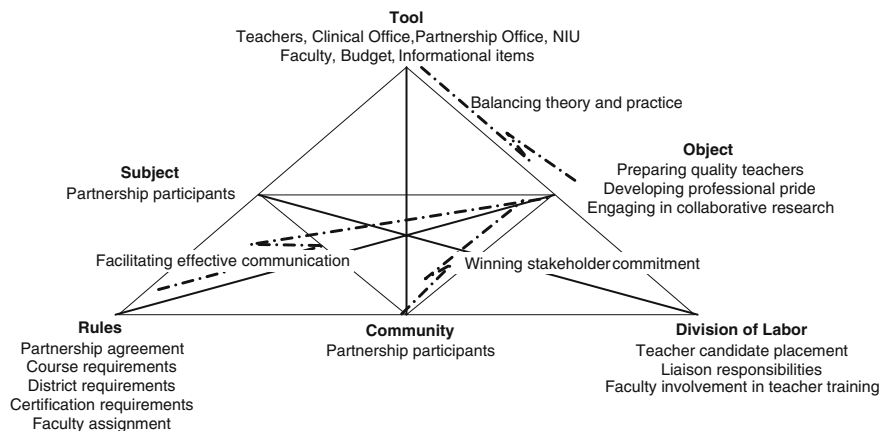 Tool
Teachers, Clinical Office,Partnership Office, NIU
Faculty, Budget, Informational items
Balancing theory and practice
Object
Preparing quality teachers
Developing professional pride
Engaging in collaborative research
Subject
Partnership participants
Facilitating effective communication
Winning stakeholder commitment
Rules
Partnership agreement
Course requirements
District requirements
Certification requirements
Faculty assignment
Community
Partnership participants
Division of Labor
Teacher candidate placement
Liaison responsibilities
Faculty involvement in teacher training